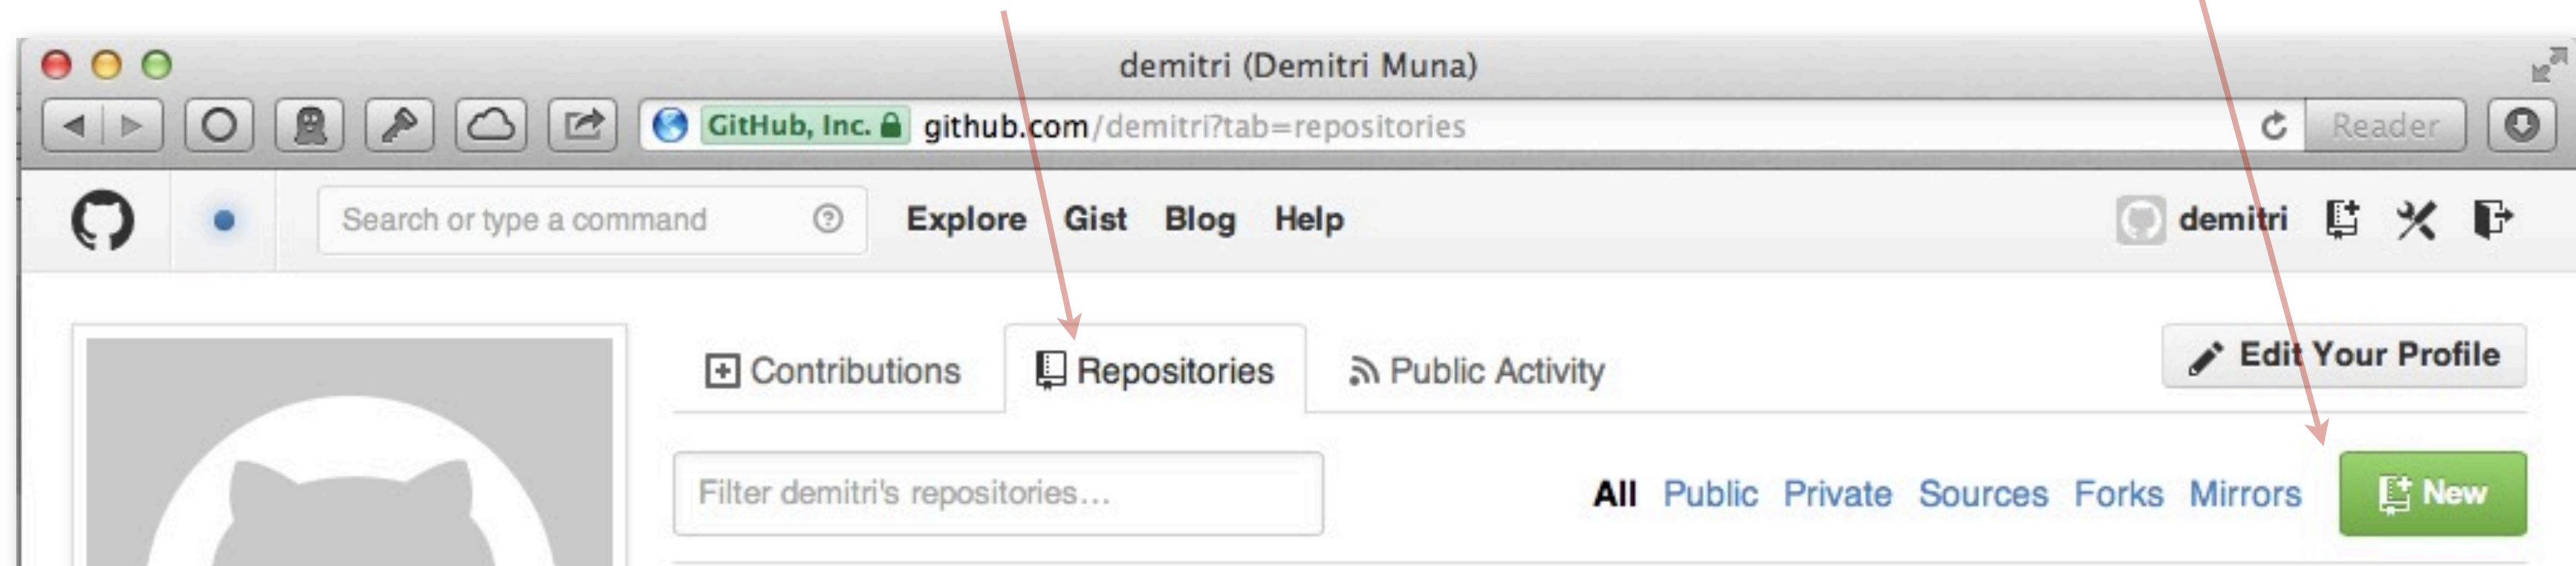 demitri (Demitri Muna)
GitHub, Inc. github.com/demitri?tab=repositories Reader
Search or type a command Explore Gist Blog Help demitri
Contributions Repositories Public Activity Edit Your Profile
Filter demitri's repositories... All Public Private Sources Forks Mirrors New